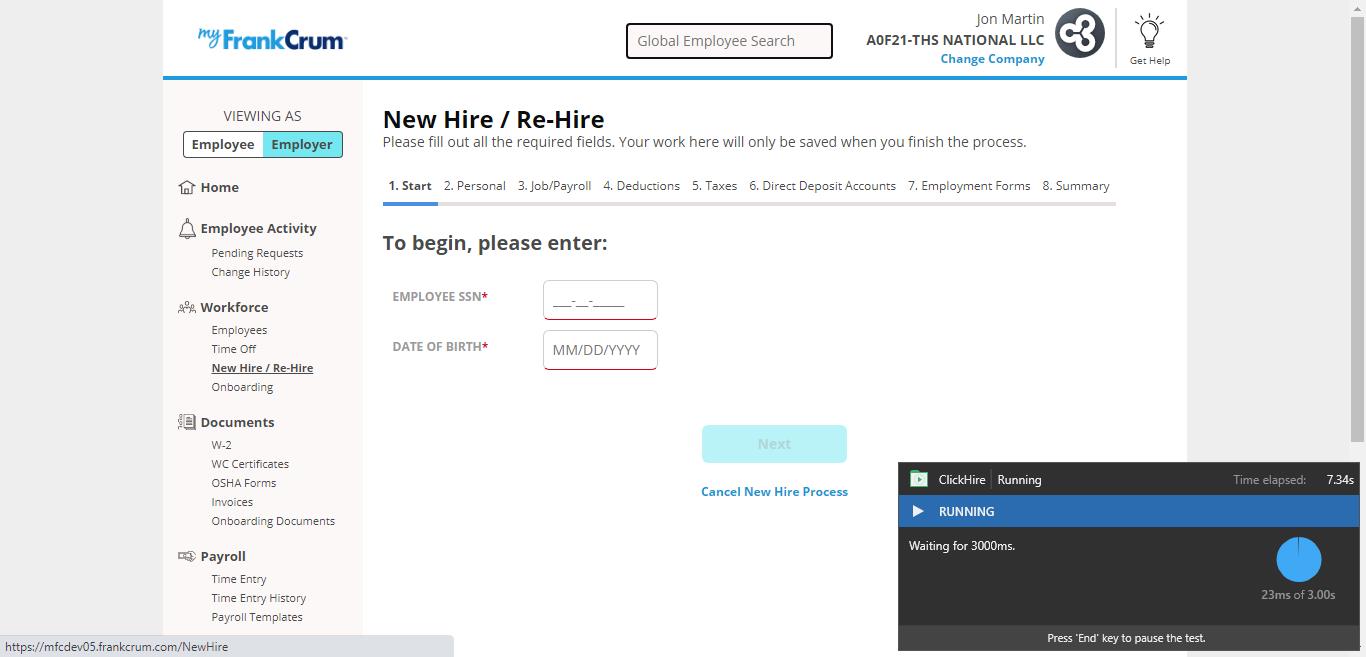 myFrankCrum
Global Employee Search
Jon Martin
A0F21-THS NATIONAL LLC
Change Company
Get Help
VIEWING AS
Employee Employer
Home
Employee Activity
Pending Requests
Change History
Workforce
Employees
Time Off
New Hire / Re-Hire
Onboarding
Documents
W-2
WC Certificates
OSHA Forms
Invoices
Onboarding Documents
Payroll
Time Entry
Time Entry History
Payroll Templates
New Hire / Re-Hire
Please fill out all the required fields. Your work here will only be saved when you finish the process.
1. Start 2. Personal 3. Job/Payroll 4. Deductions 5. Taxes 6. Direct Deposit Accounts 7. Employment Forms 8. Summary
To begin, please enter:
EMPLOYEE SSN* ___-__-____
DATE OF BIRTH* MM/DD/YYYY
Next
Cancel New Hire Process
ClickHire Running Time elapsed: 7.34s
RUNNING
Waiting for 3000ms.
23ms of 3.00s
Press 'End' key to pause the test.
https://mfcdev05.frankcrum.com/NewHire